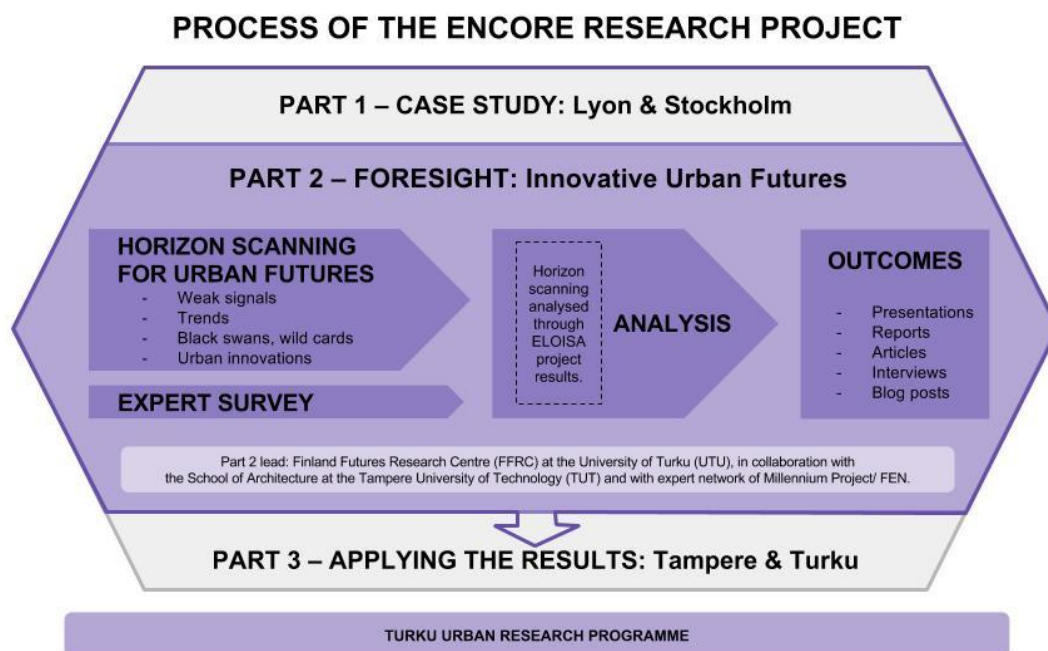 PROCESS OF THE ENCORE RESEARCH PROJECT
PART 1 – CASE STUDY: Lyon & Stockholm
PART 2 – FORESIGHT: Innovative Urban Futures
HORIZON SCANNING
FOR URBAN FUTURES
- Weak signals
- Trends
- Black swans, wild cards
- Urban innovations
EXPERT SURVEY
Horizon
scanning
analysed
through
ELOISA
project
results.
ANALYSIS
OUTCOMES
- Presentations
- Reports
- Articles
- Interviews
- Blog posts
Part 2 lead: Finland Futures Research Centre (FFRC) at the University of Turku (UTU), in collaboration with
the School of Architecture at the Tampere University of Technology (TUT) and with expert network of Millennium Project/ FEN.
PART 3 – APPLYING THE RESULTS: Tampere & Turku
TURKU URBAN RESEARCH PROGRAMME